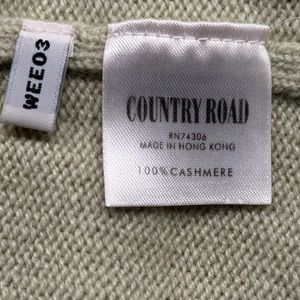 WEE03
COUNTRY ROAD
RN74306
MADE IN HONG KONG
100% CASHMERE